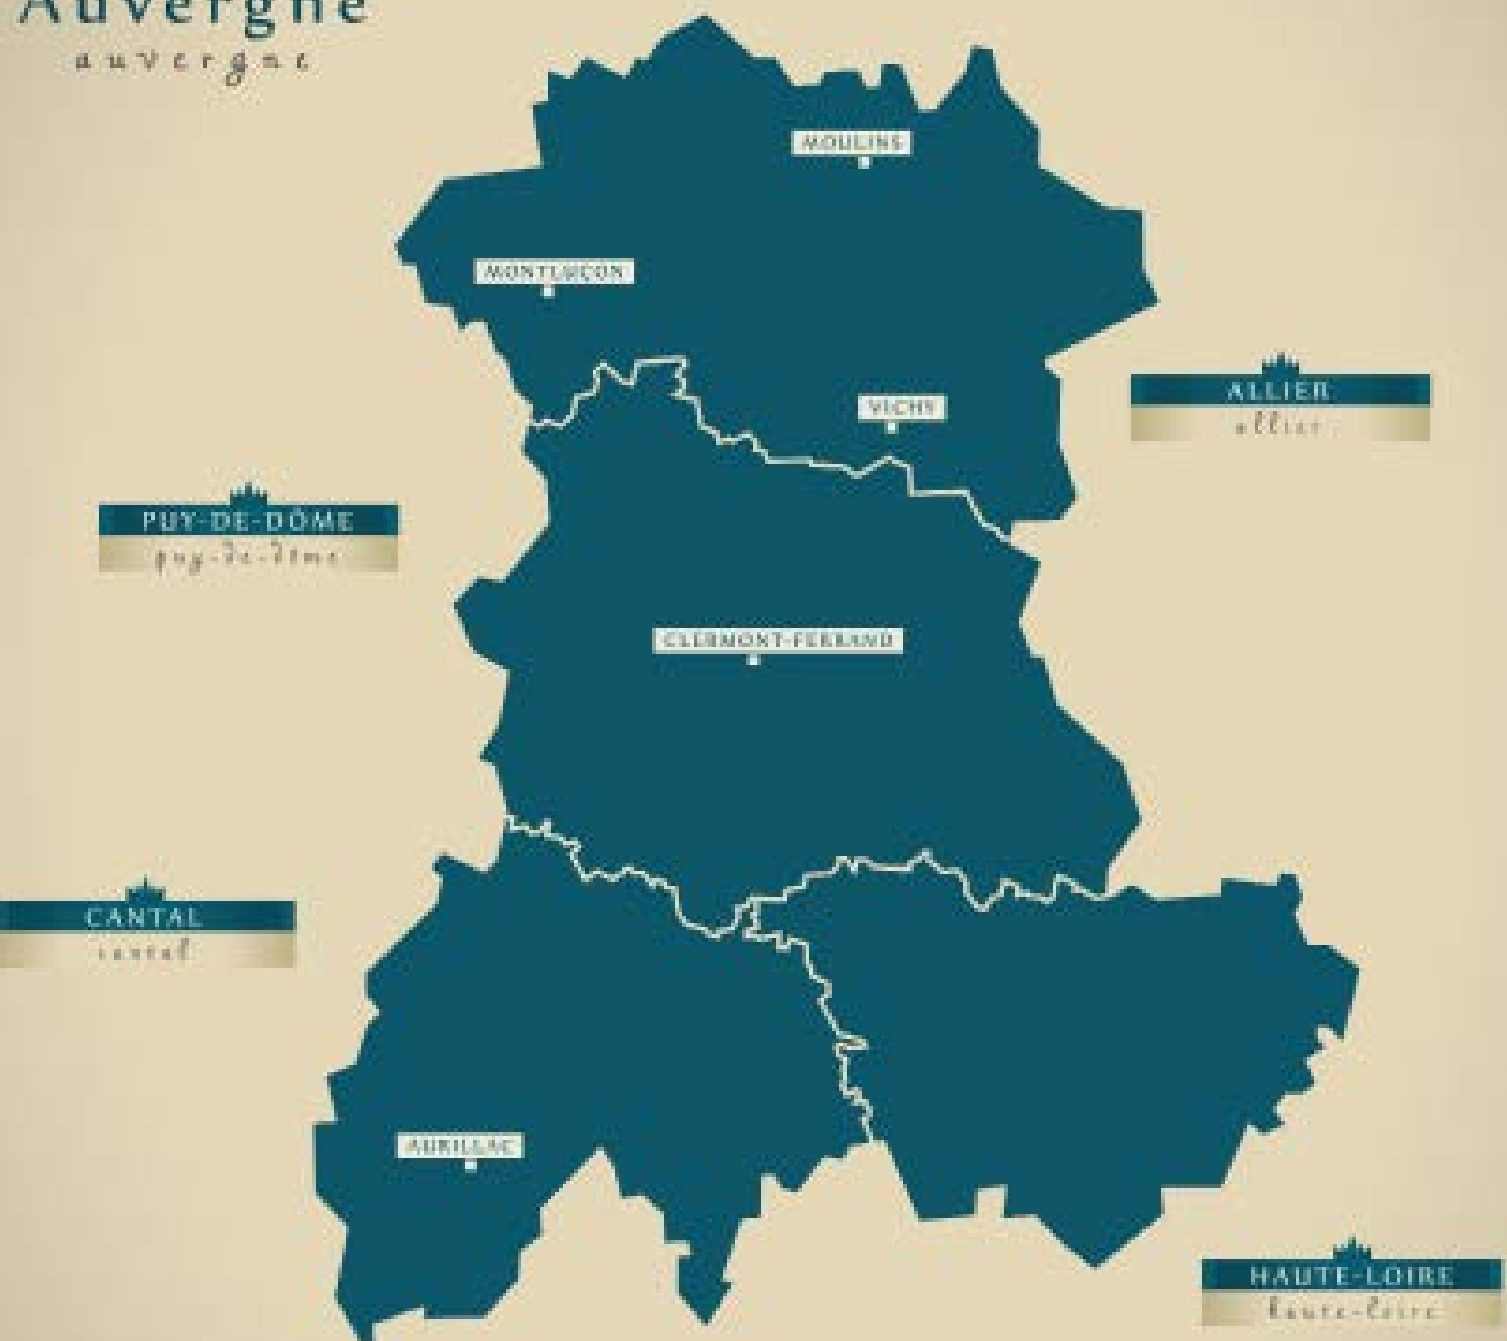 Auvergne
auvergne
MOULINS
MONTLUÇON
ALLIER
allier
VICHY
PUY-DE-DÔME
puy-de-dôme
CLERMONT-FERRAND
CANTAL
cantal
AURILLAC
HAUTE-LOIRE
haute-loire